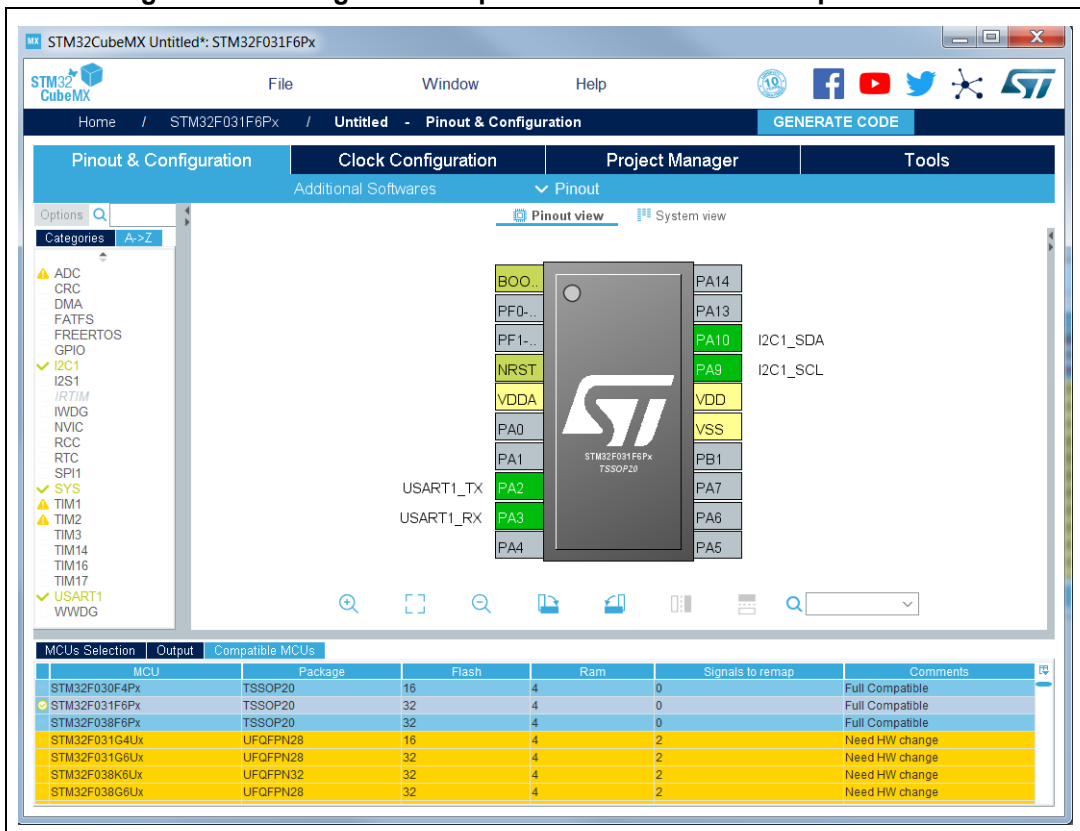 STM32CubeMX Untitled*: STM32F031F6Px
STM32 CubeMX File Window Help
Home / STM32F031F6Px / Untitled - Pinout & Configuration GENERATE CODE
Pinout & Configuration Clock Configuration Project Manager Tools
Additional Softwares Pinout
Options Pinout view System view
Categories A->Z
ADC
CRC
DMA
FATFS
FREERTOS
GPIO
I2C1
I2S1
IRTIM
IWDG
NVIC
RCC
RTC
SPI1
SYS
TIM1
TIM2
TIM3
TIM14
TIM16
TIM17
USART1
WWDG
BOO.. PA14
PF0-.. PA13
PF1-.. PA10 I2C1_SDA
NRST PA9 I2C1_SCL
VDDA VDD
PA0 VSS
PA1 PB1
USART1_TX PA2 PA7
USART1_RX PA3 PA6
PA4 PA5
STM32F031F6Px
TSSOP20
MCUs Selection Output Compatible MCUs
MCU Package Flash Ram Signals to remap Comments
STM32F030F4Px TSSOP20 16 4 0 Full Compatible
STM32F031F6Px TSSOP20 32 4 0 Full Compatible
STM32F038F6Px TSSOP20 32 4 0 Full Compatible
STM32F031G4Ux UFQFPN28 16 4 2 Need HW change
STM32F031G6Ux UFQFPN28 32 4 2 Need HW change
STM32F038K6Ux UFQFPN32 32 4 2 Need HW change
STM32F038G6Ux UFQFPN28 32 4 2 Need HW change